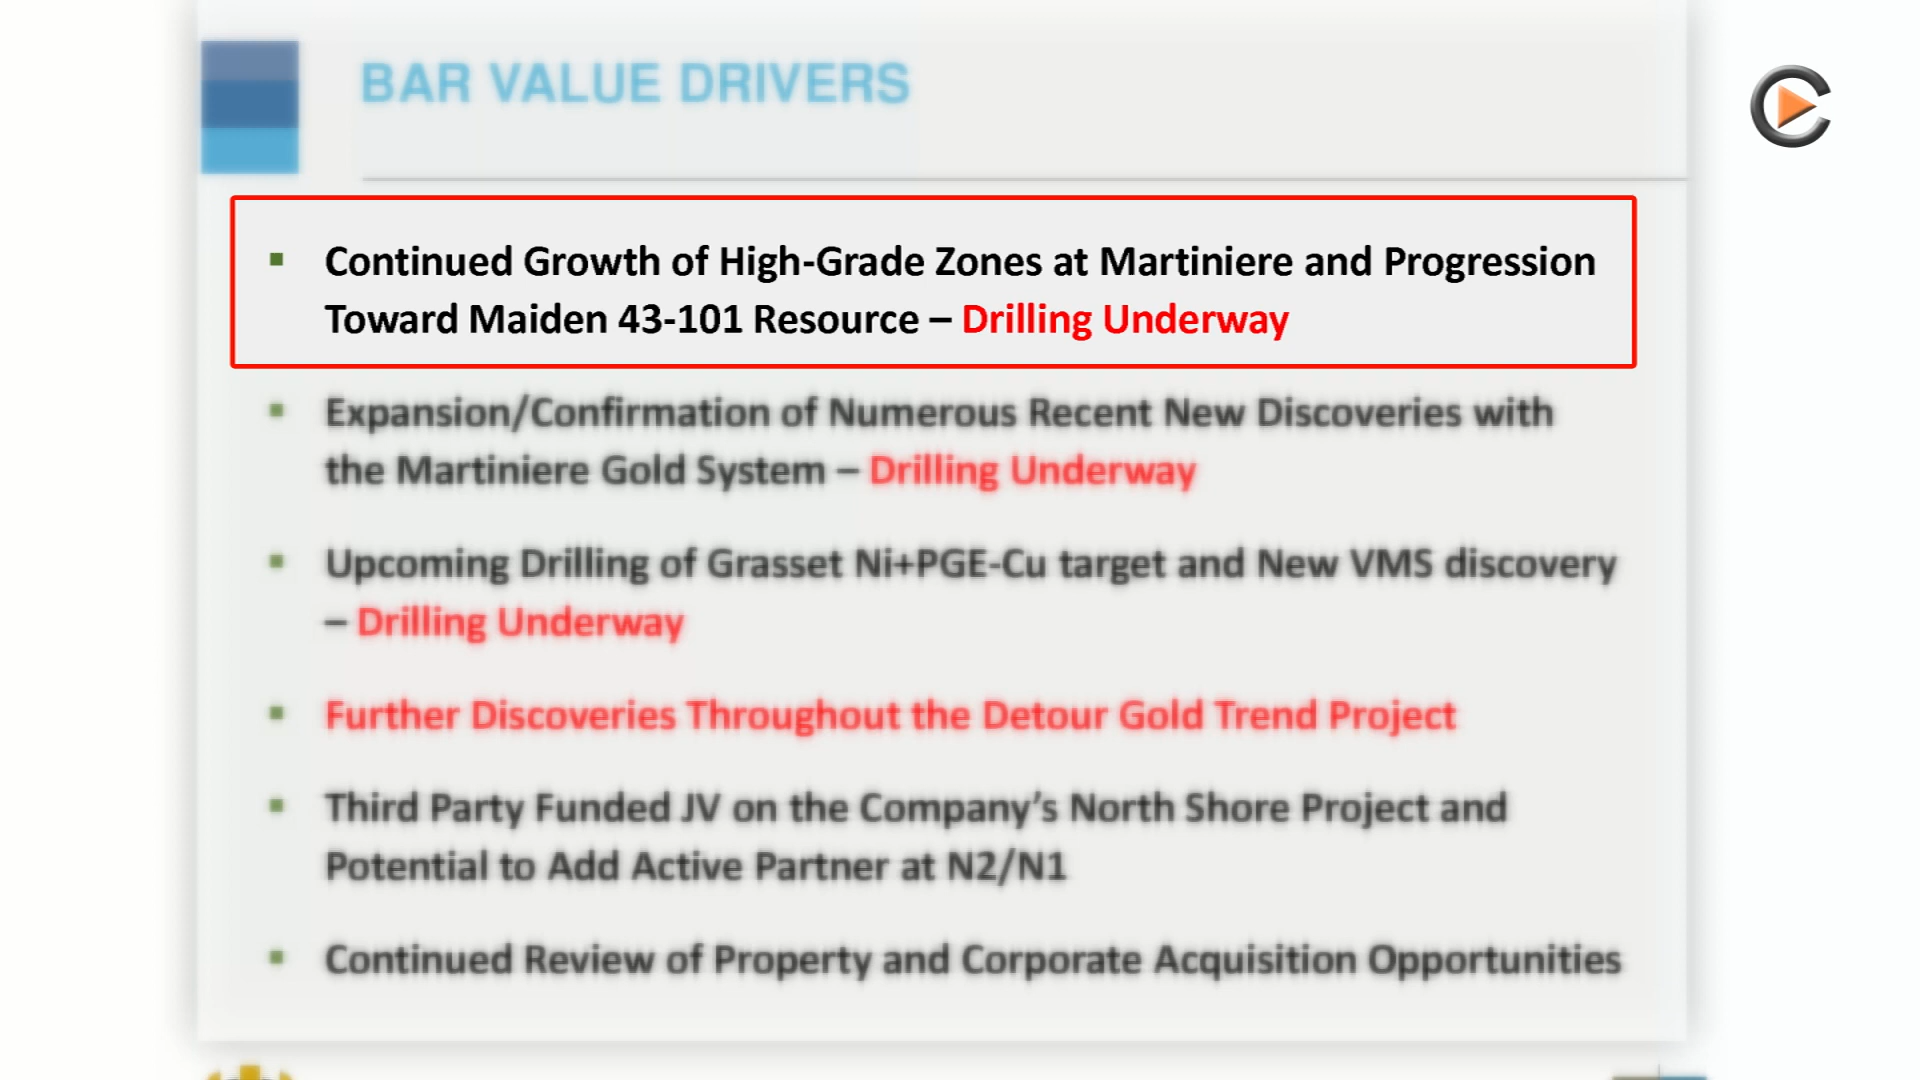 BAR VALUE DRIVERS
Continued Growth of High-Grade Zones at Martiniere and Progression
Toward Maiden 43-101 Resource – Drilling Underway
Expansion/Confirmation of Numerous Recent New Discoveries with
the Martiniere Gold System – Drilling Underway
Upcoming Drilling of Grasset Ni+PGE-Cu target and New VMS discovery
– Drilling Underway
Further Discoveries Throughout the Detour Gold Trend Project
Third Party Funded JV on the Company’s North Shore Project and
Potential to Add Active Partner at N2/N1
Continued Review of Property and Corporate Acquisition Opportunities